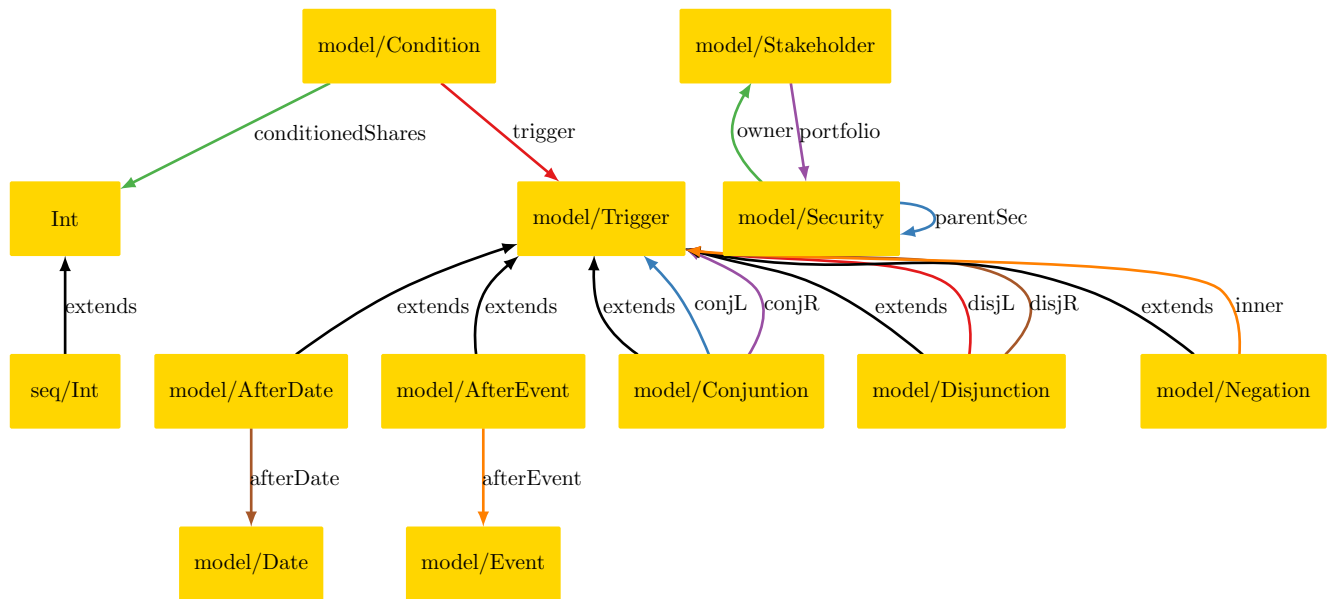 model/Condition
model/Stakeholder
conditionedShares
trigger
owner
portfolio
Int
model/Trigger
model/Security
parentSec
extends
extends
extends
extends
conjL
conjR
extends
disjL
disjR
extends
inner
seq/Int
model/AfterDate
model/AfterEvent
model/Conjuntion
model/Disjunction
model/Negation
afterDate
afterEvent
model/Date
model/Event